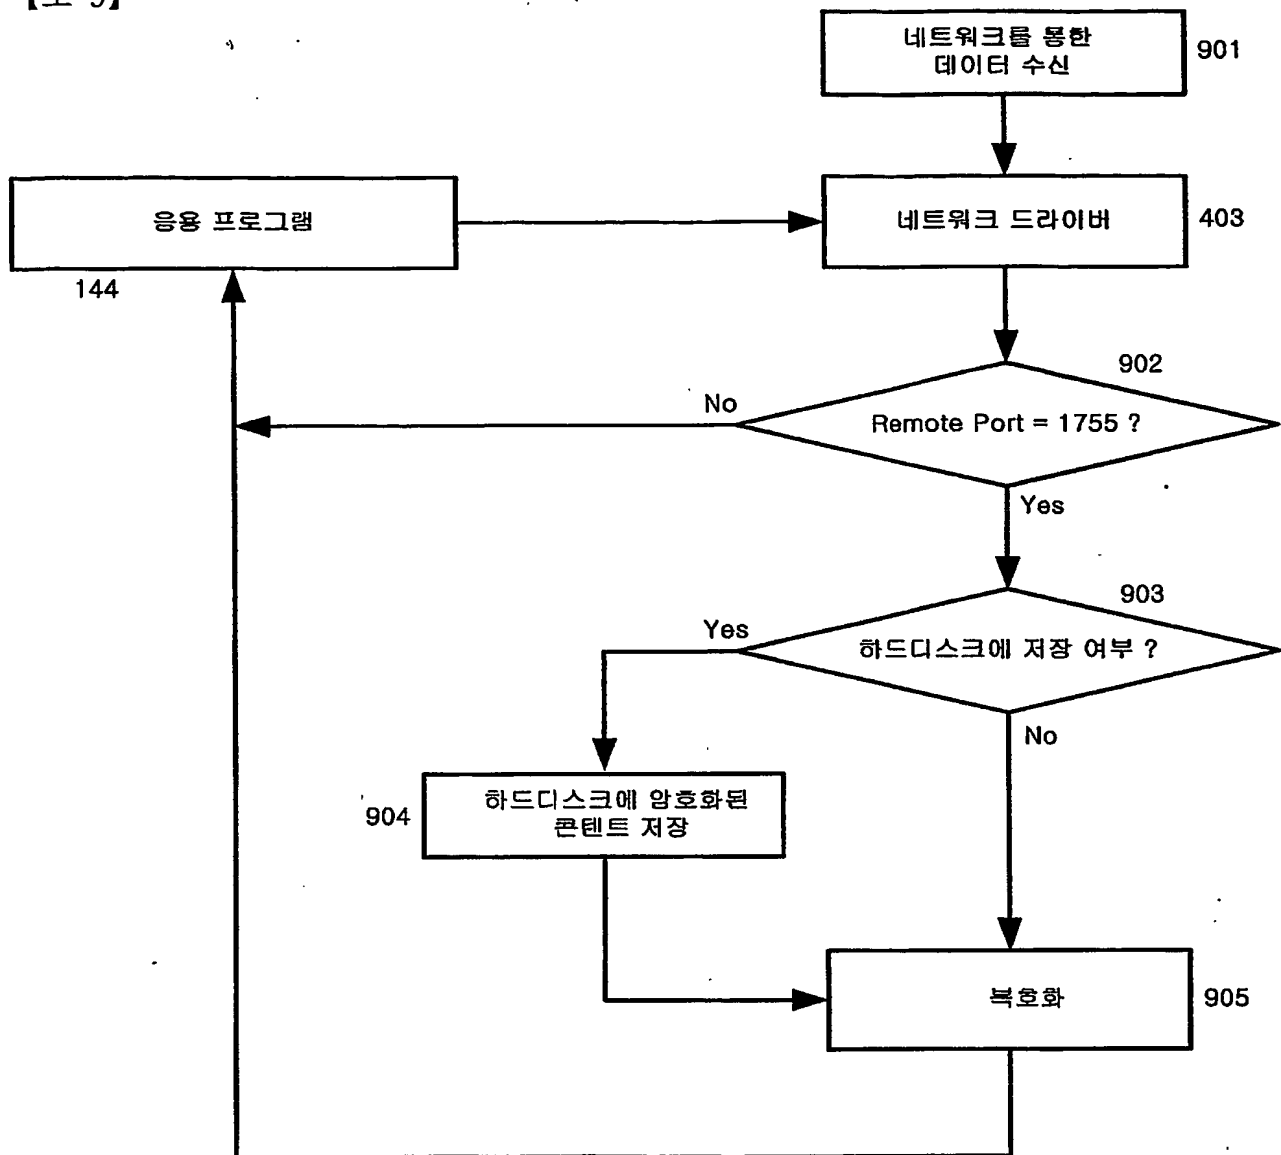 【도 9】
네트워크를 통한
데이터 수신
901
응용 프로그램
144
네트워크 드라이버
403
902
Remote Port = 1755 ?
No
Yes
903
하드디스크에 저장 여부 ?
Yes
No
904
하드디스크에 암호화된
콘텐트 저장
복호화
905